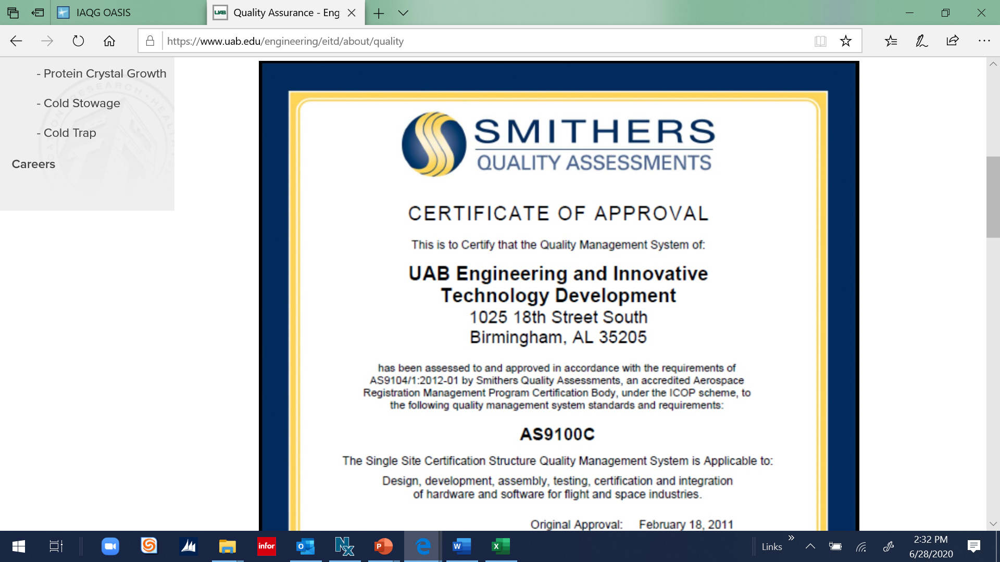 IAQG OASIS
UAB
Quality Assurance - Eng
https://www.uab.edu/engineering/eitd/about/quality
- Protein Crystal Growth
- Cold Stowage
- Cold Trap
Careers
SMITHERS
QUALITY ASSESSMENTS
CERTIFICATE OF APPROVAL
This is to Certify that the Quality Management System of:
UAB Engineering and Innovative
Technology Development
1025 18th Street South
Birmingham, AL 35205
has been assessed to and approved in accordance with the requirements of
AS9104/1:2012-01 by Smithers Quality Assessments, an accredited Aerospace
Registration Management Program Certification Body, under the ICOP scheme, to
the following quality management system standards and requirements:
AS9100C
The Single Site Certification Structure Quality Management System is Applicable to:
Design, development, assembly, testing, certification and integration
of hardware and software for flight and space industries.
Original Approval: February 18, 2011
infor
Links
2:32 PM
6/28/2020